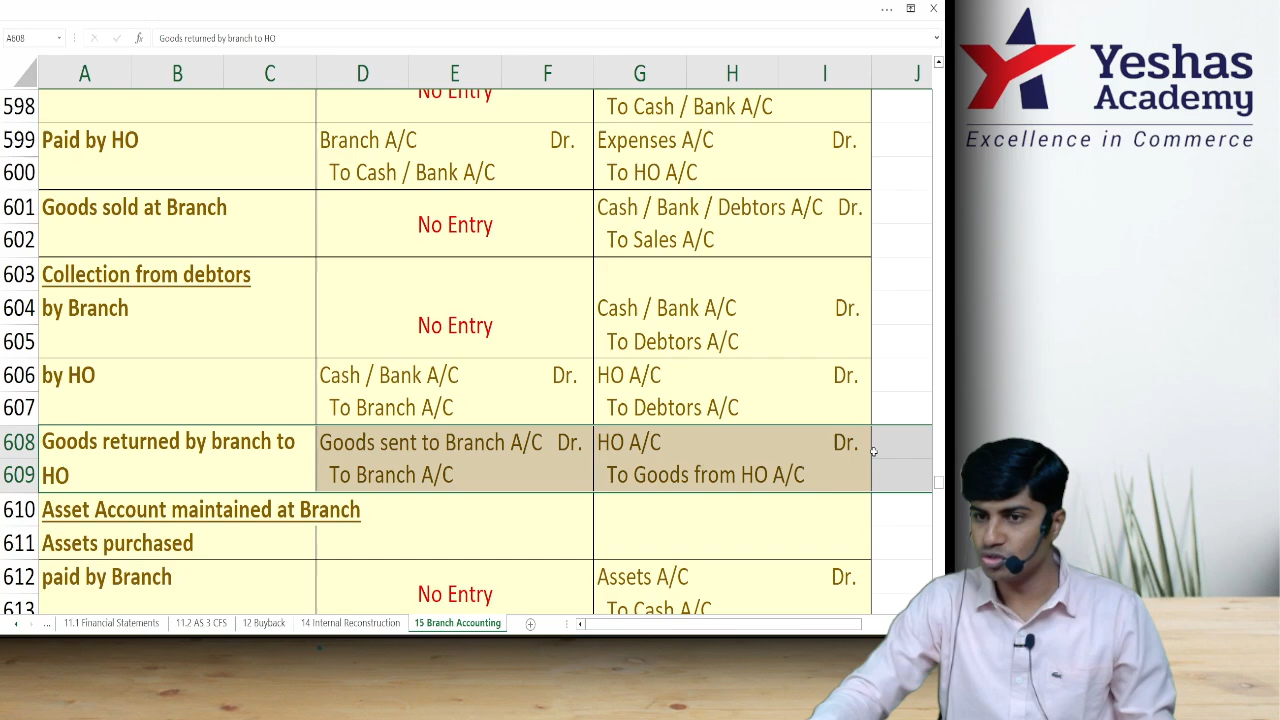 A608
Goods returned by branch to HO
A B C D E F G H I J
598 No Entry To Cash / Bank A/C
599 Paid by HO Branch A/C Dr. Expenses A/C Dr.
600 To Cash / Bank A/C To HO A/C
601 Goods sold at Branch No Entry Cash / Bank / Debtors A/C Dr.
602 To Sales A/C
603 Collection from debtors
604 by Branch No Entry Cash / Bank A/C Dr.
605 To Debtors A/C
606 by HO Cash / Bank A/C Dr. HO A/C Dr.
607 To Branch A/C To Debtors A/C
608 Goods returned by branch to Goods sent to Branch A/C Dr. HO A/C Dr.
609 HO To Branch A/C To Goods from HO A/C
610 Asset Account maintained at Branch
611 Assets purchased
612 paid by Branch No Entry Assets A/C Dr.
613 To Cash A/C
... 11.1 Financial Statements 11.2 AS 3 CFS 12 Buyback 14 Internal Reconstruction 15 Branch Accounting
Yeshas
Academy
Excellence in Commerce